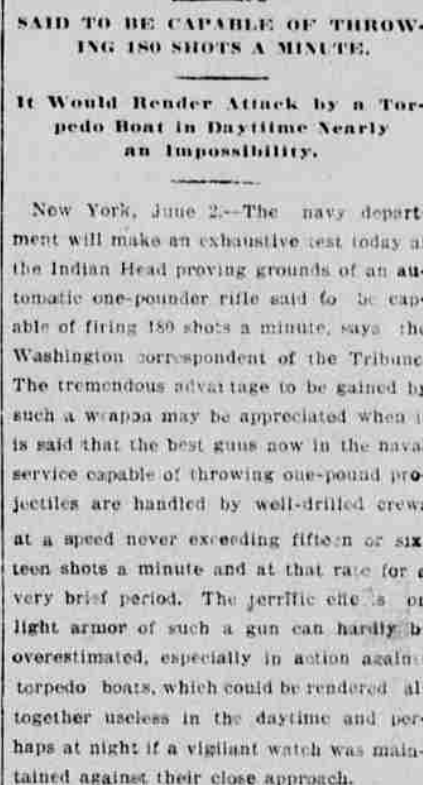 SAID TO BE CAPABLE OF THROW-
ING 180 SHOTS A MINUTE.
It Would Render Attack by a Tor-
pedo Boat in Daytiime Nearly
an Impossibility.
New York, June 2.--The navy depart-
ment will make an exhaustive test today a
the Indian Head proving grounds of an au-
tomatic one-pounder rifle said to be cap-
able of firing 180 shots a minute, says the
Washington correspondent of the Tribune
The tremendous advantage to be gained by
such a weapon may be appreciated when i
is said that the best guns now in the nava
service capable of throwing one-pound pro-
jectiles are handled by well-drilled crews
at a speed never exceeding fifteen or six
teen shots a minute and at that rate for a
very brief period. The terrific on
light armor of such a gun can hardly b
overestimated, especially in action again
torpedo boats, which could be rendered al
together useless in the daytime and per-
haps at night if a vigilant watch was main-
tained against their close approach.